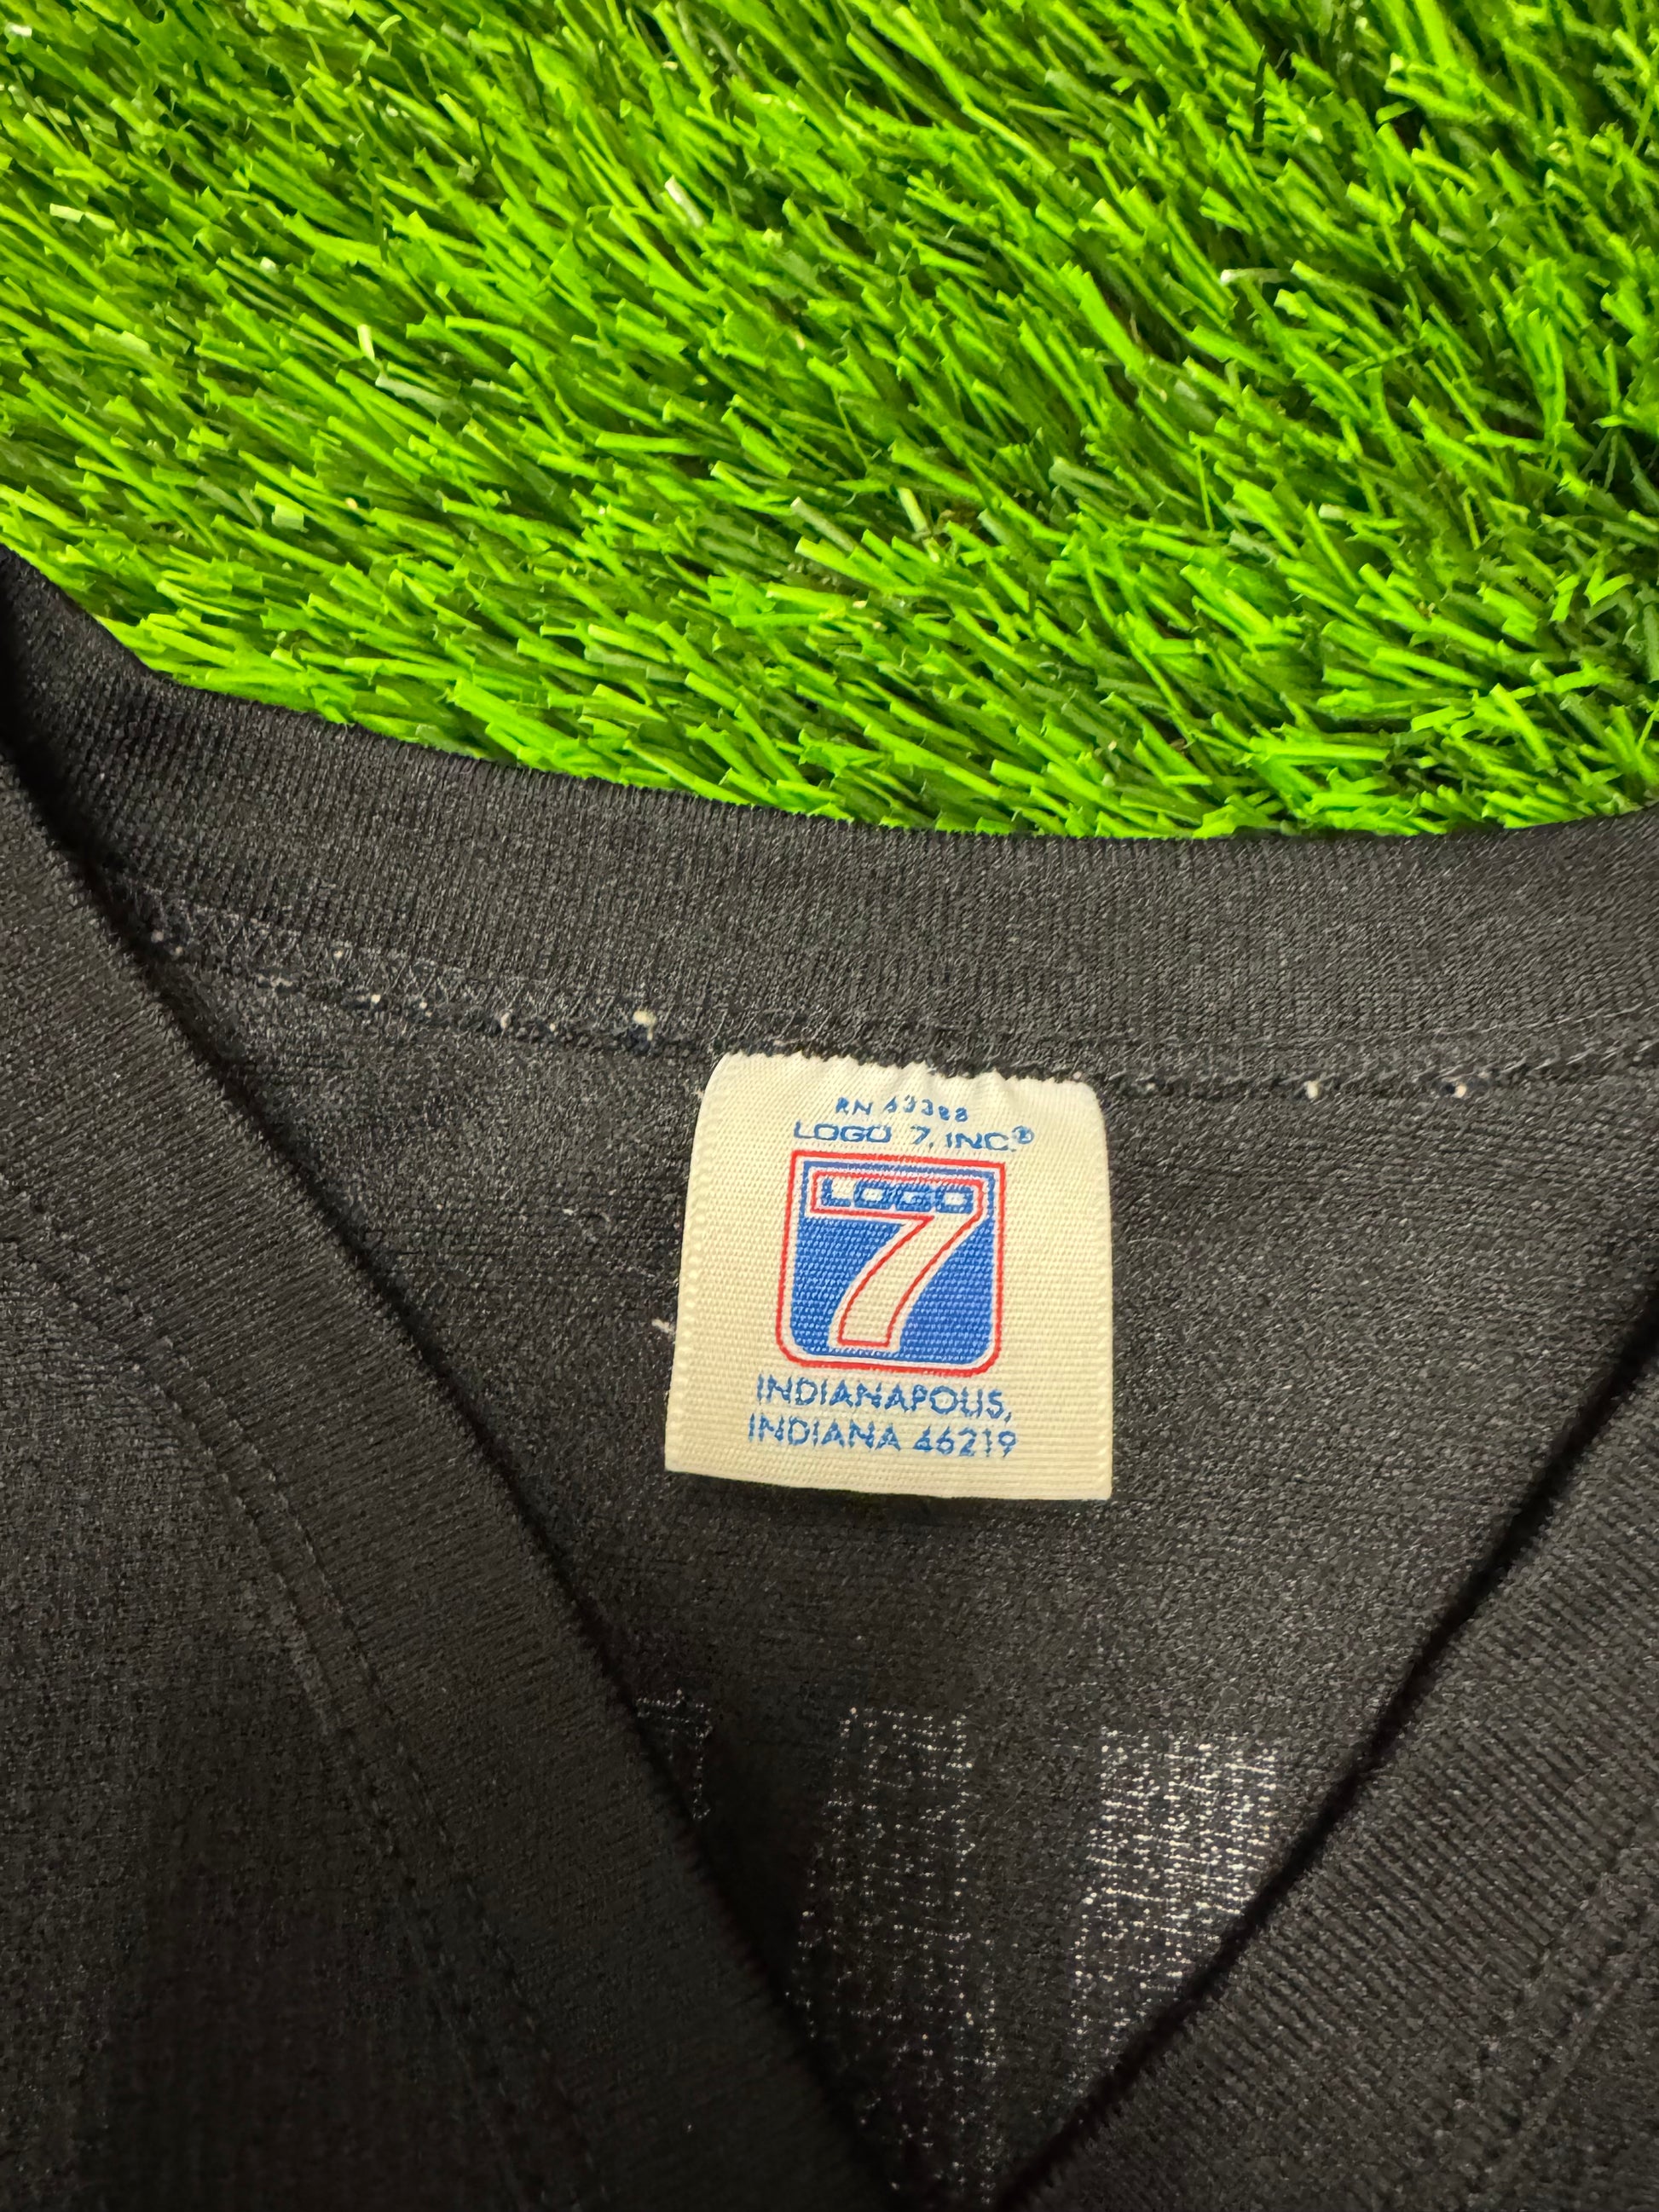 RN 63388
LOGO 7, INC.®
LOGO
7
INDIANAPOLIS,
INDIANA 46219